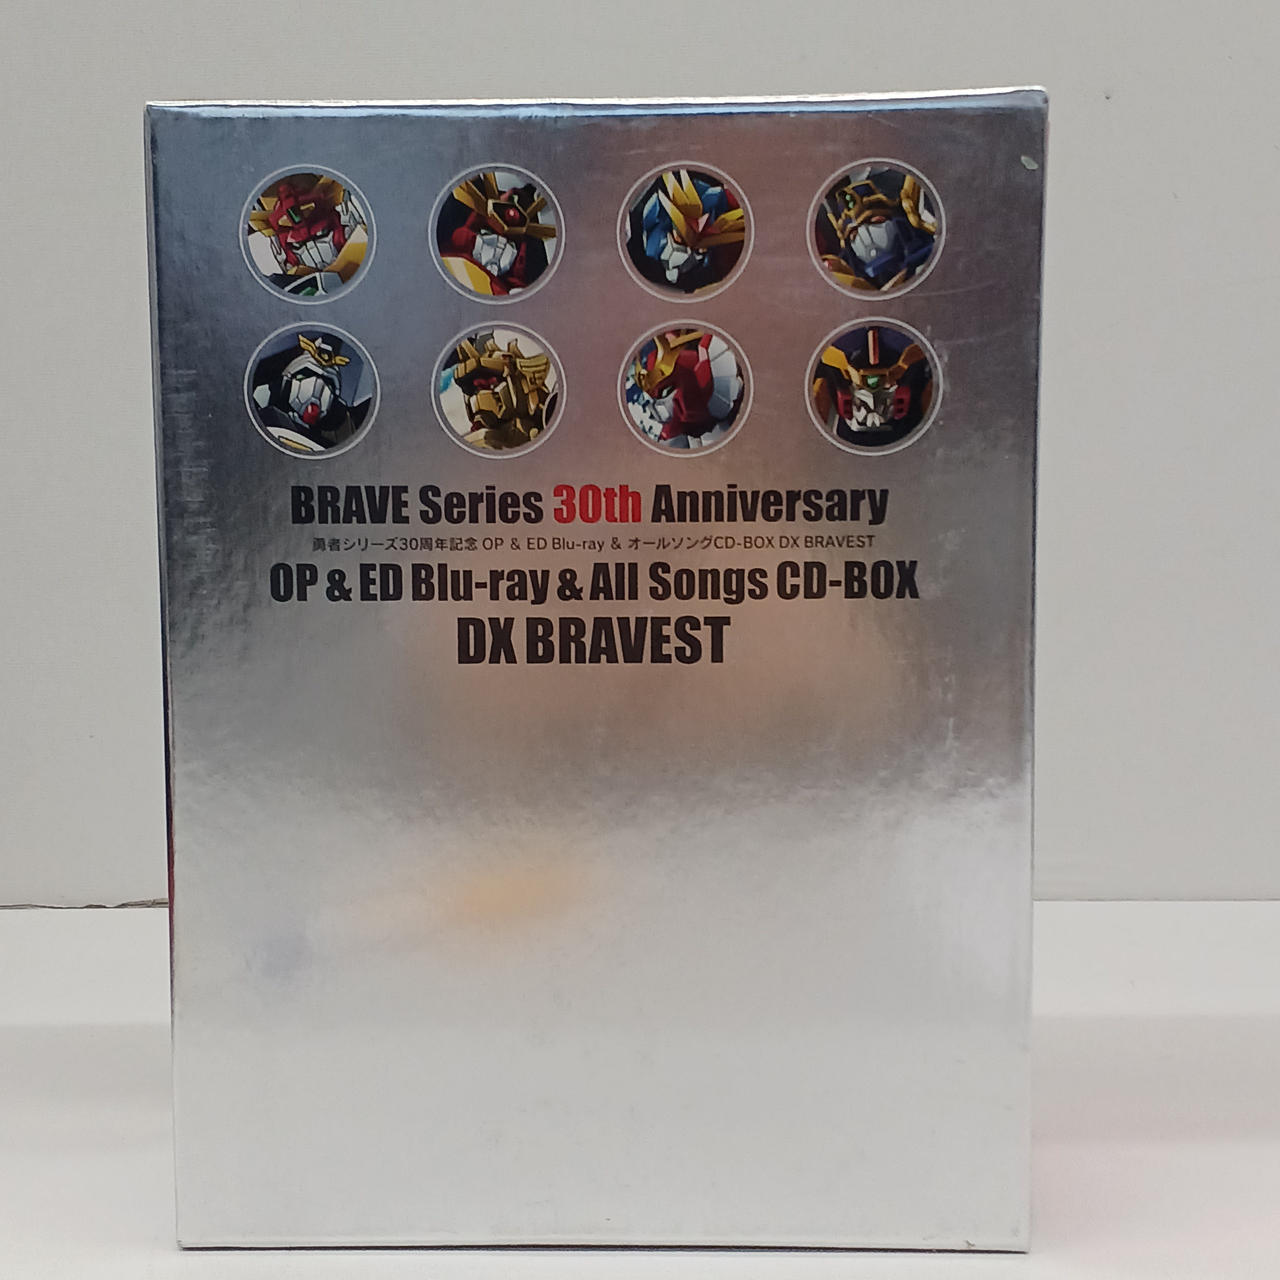 BRAVE Series 30th Anniversary
勇者シリーズ30周年記念 OP & ED Blu-ray & オールソングCD-BOX DX BRAVEST
OP & ED Blu-ray & All Songs CD-BOX
DX BRAVEST